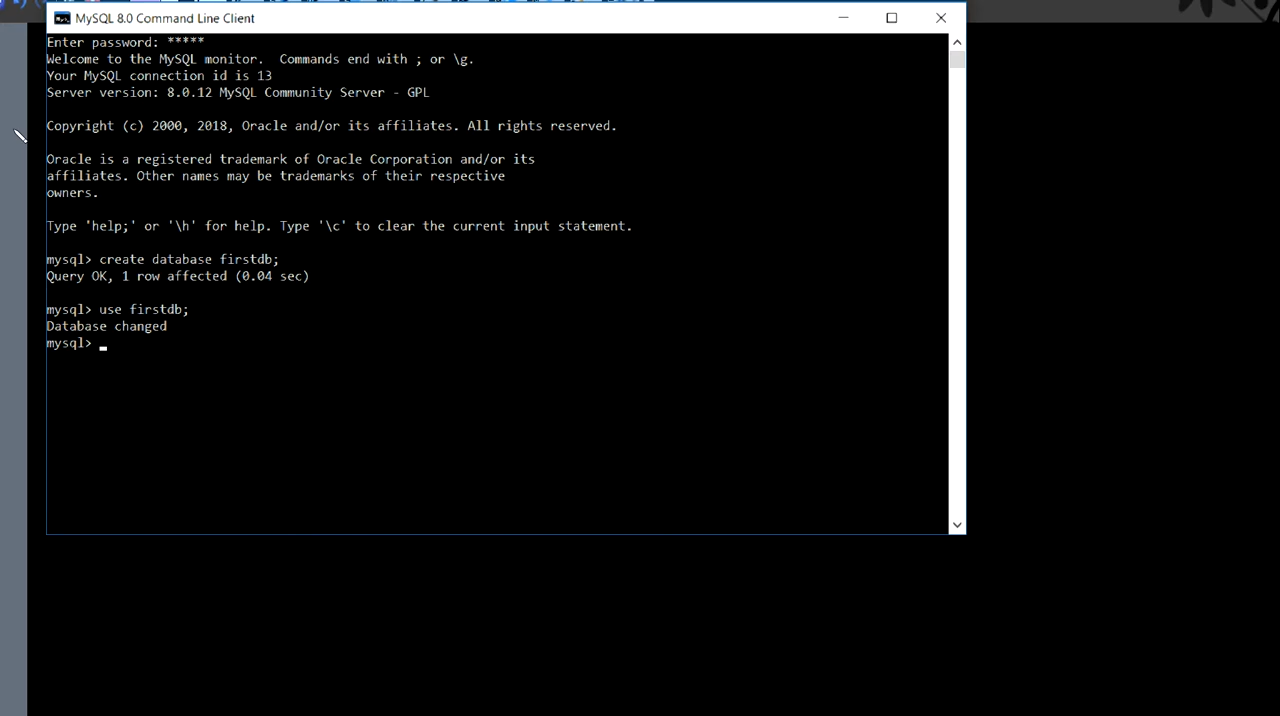 MySQL 8.0 Command Line Client
Enter password: *****
Welcome to the MySQL monitor.  Commands end with ; or \g.
Your MySQL connection id is 13
Server version: 8.0.12 MySQL Community Server - GPL
Copyright (c) 2000, 2018, Oracle and/or its affiliates. All rights reserved.
Oracle is a registered trademark of Oracle Corporation and/or its
affiliates. Other names may be trademarks of their respective
owners.
Type 'help;' or '\h' for help. Type '\c' to clear the current input statement.
mysql> create database firstdb;
Query OK, 1 row affected (0.04 sec)
mysql> use firstdb;
Database changed
mysql> _